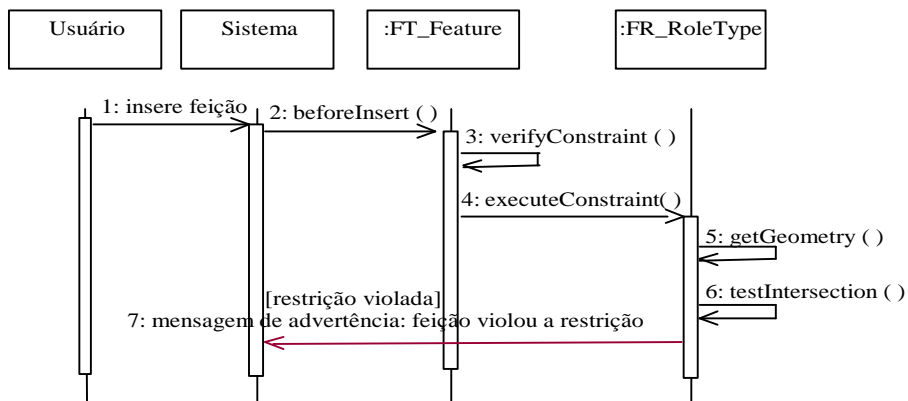 Usuário
Sistema
:FT_Feature
:FR_RoleType
1: insere feição
2: beforeInsert ( )
3: verifyConstraint ( )
4: executeConstraint( )
5: getGeometry ( )
6: testIntersection ( )
[restrição violada]
7: mensagem de advertência: feição violou a restrição